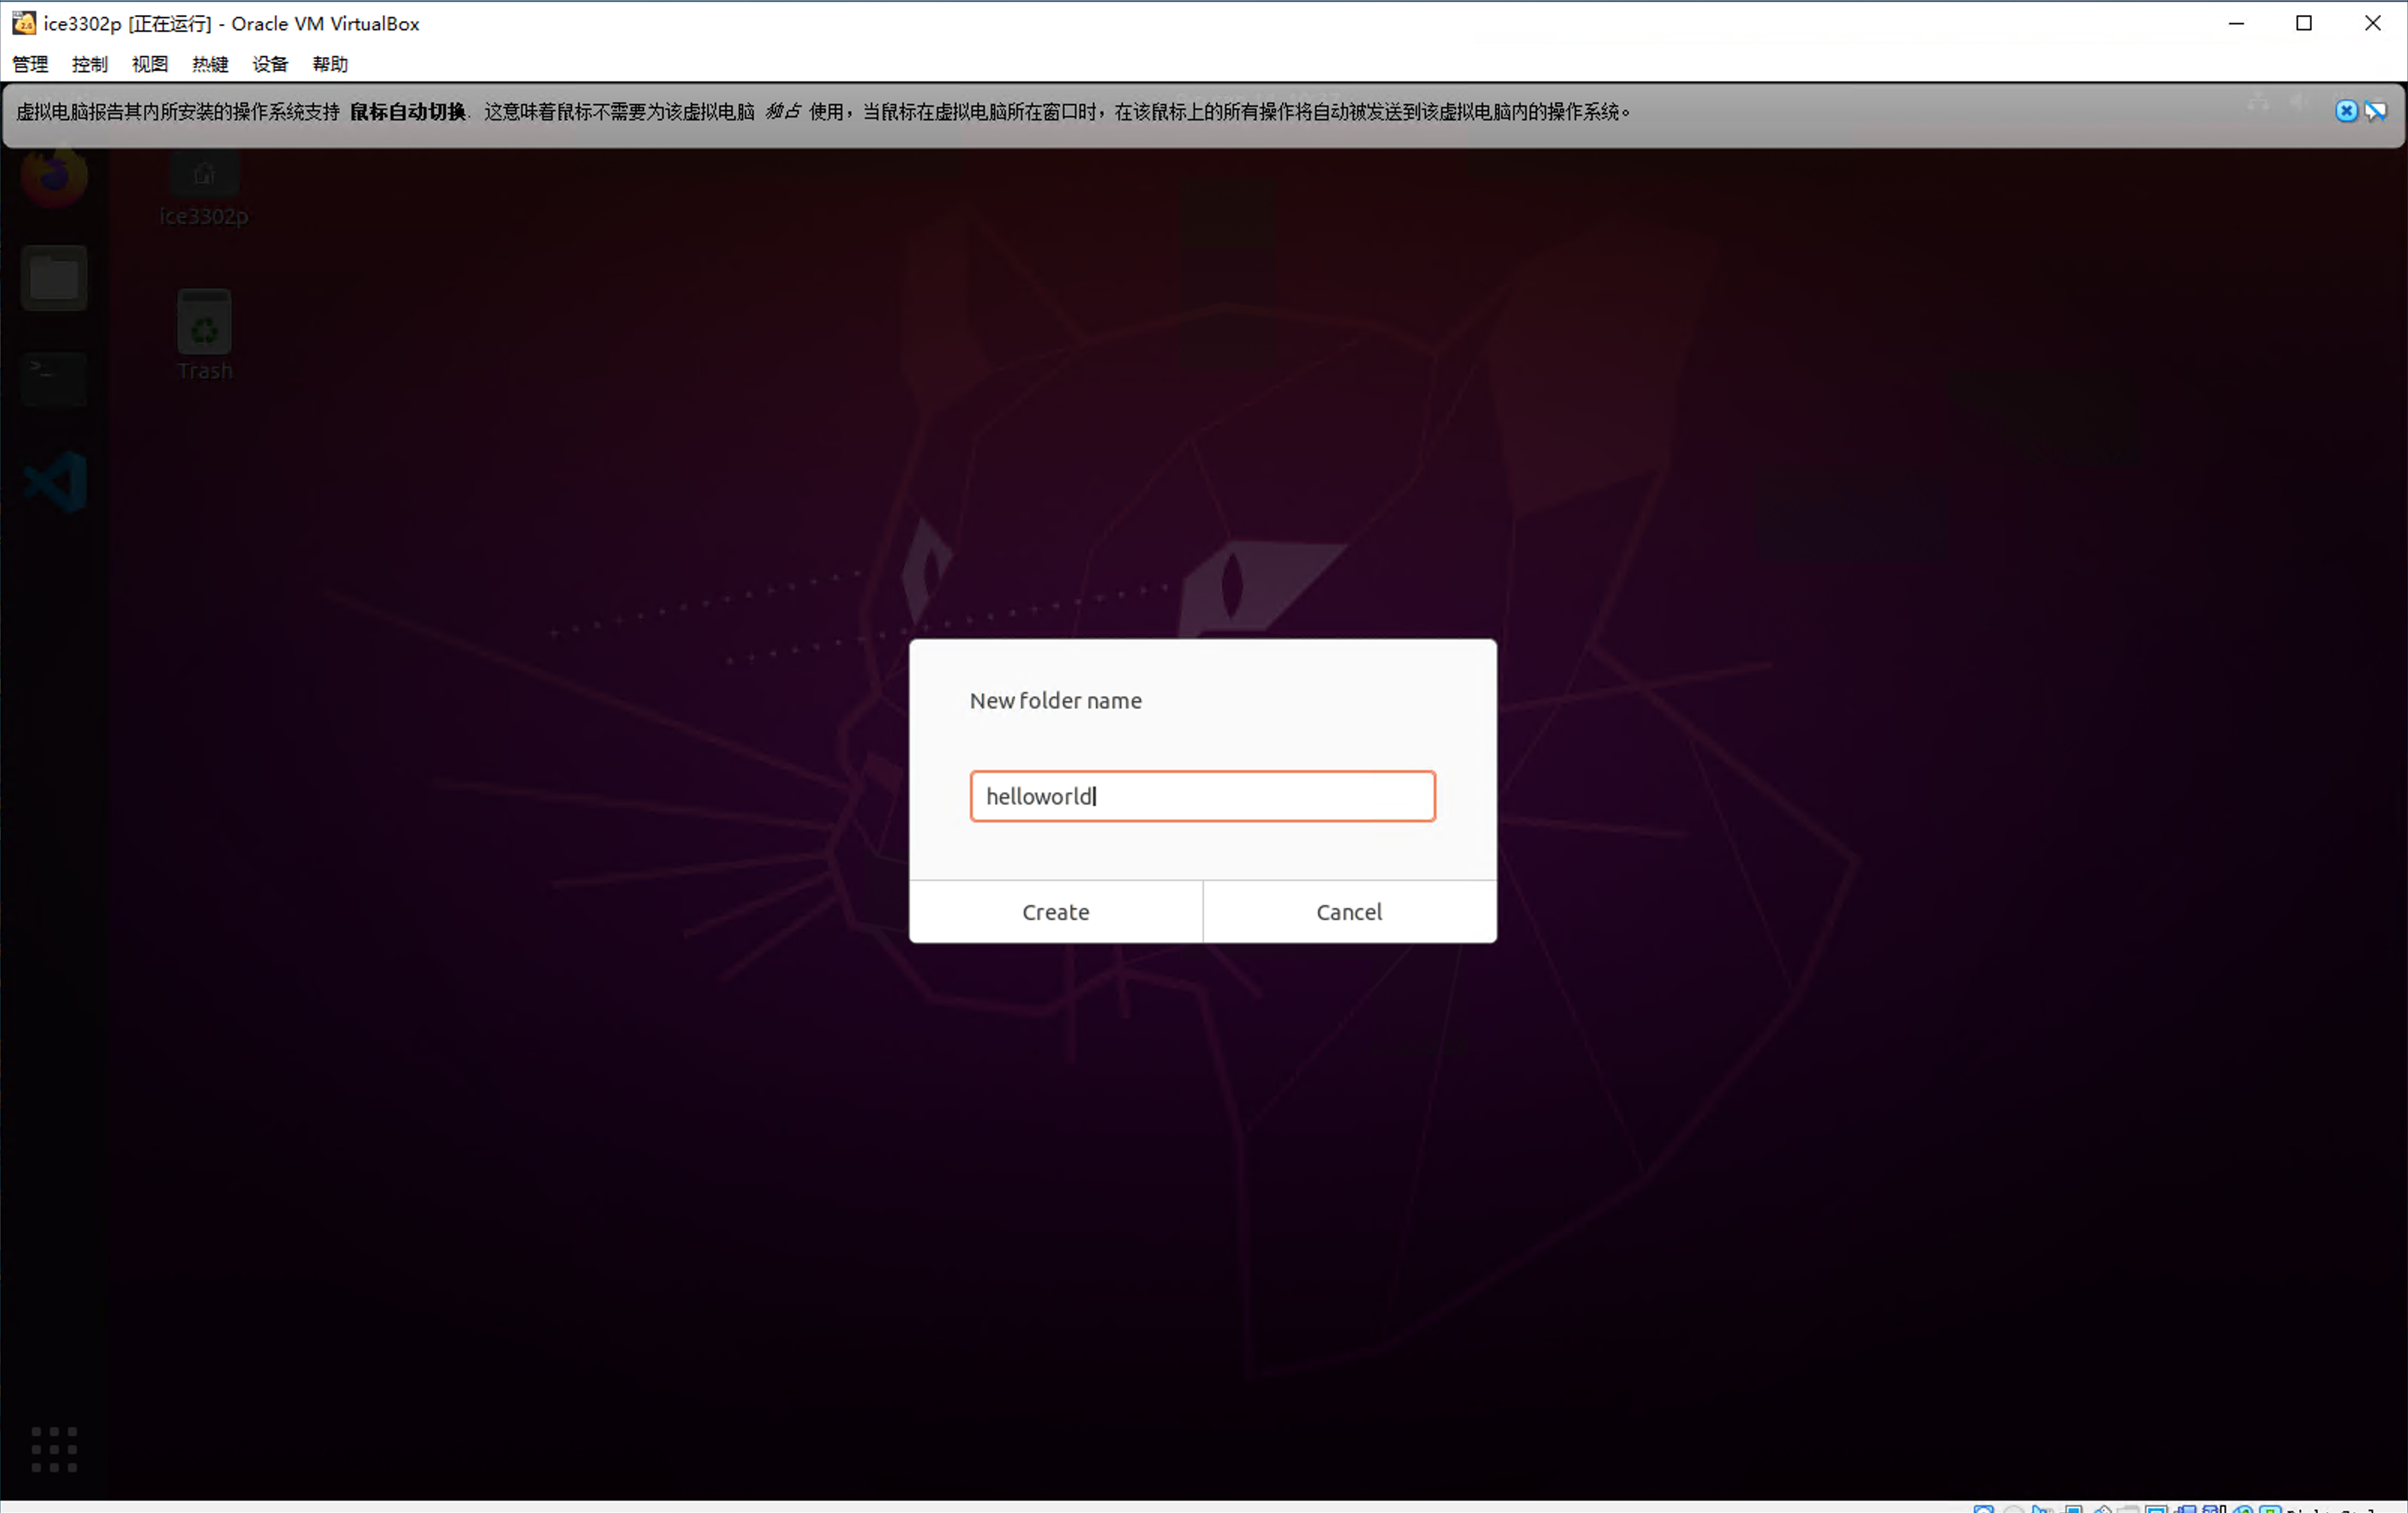 ice3302p [正在运行] - Oracle VM VirtualBox
管理 控制 视图 热键 设备 帮助
虚拟电脑报告其内所安装的操作系统支持 鼠标自动切换. 这意味着鼠标不需要为该虚拟电脑 独占 使用，当鼠标在虚拟电脑所在窗口时，在该鼠标上的所有操作将自动被发送到该虚拟电脑内的操作系统。
ice3302p
Trash
New folder name
helloworld
Create Cancel